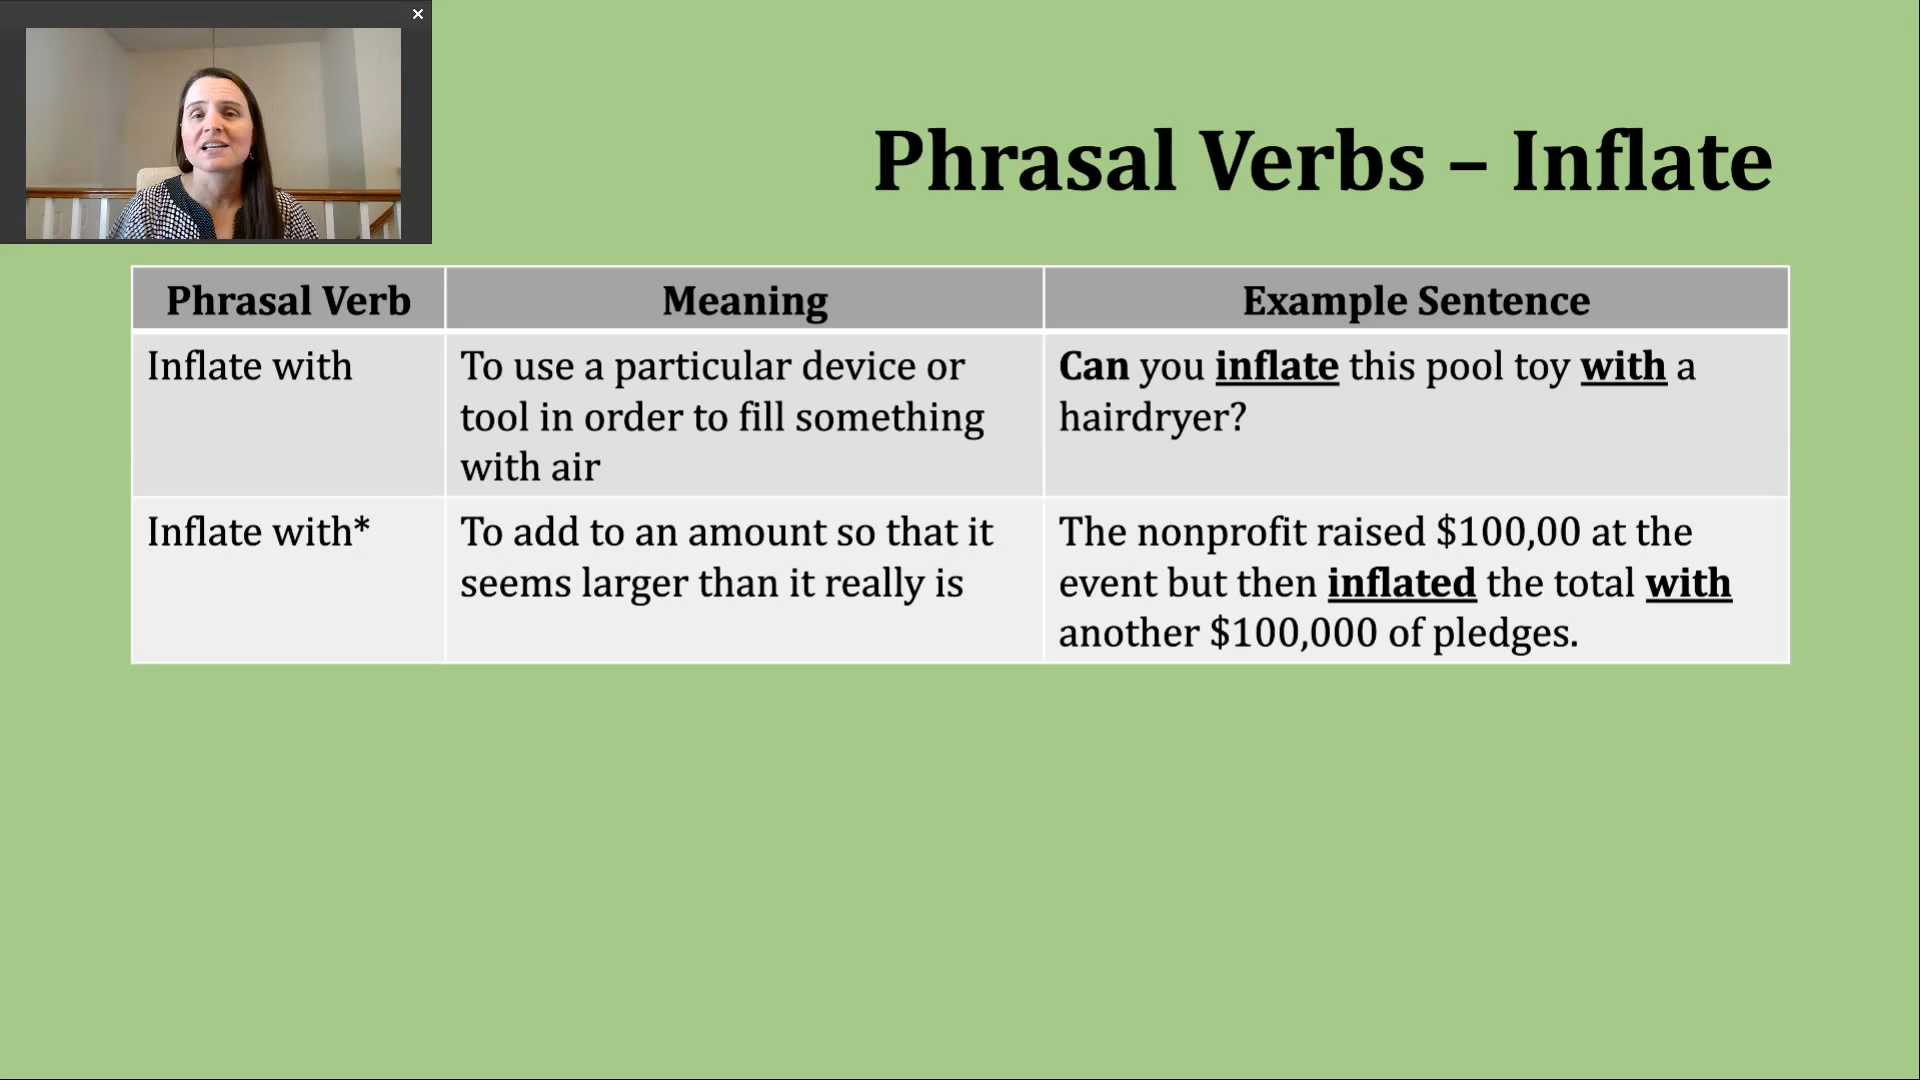 Phrasal Verbs – Inflate
Phrasal Verb
Meaning
Example Sentence
Inflate with
To use a particular device or
tool in order to fill something
with air
Can you inflate this pool toy with a
hairdryer?
Inflate with*
To add to an amount so that it
seems larger than it really is
The nonprofit raised $100,00 at the
event but then inflated the total with
another $100,000 of pledges.